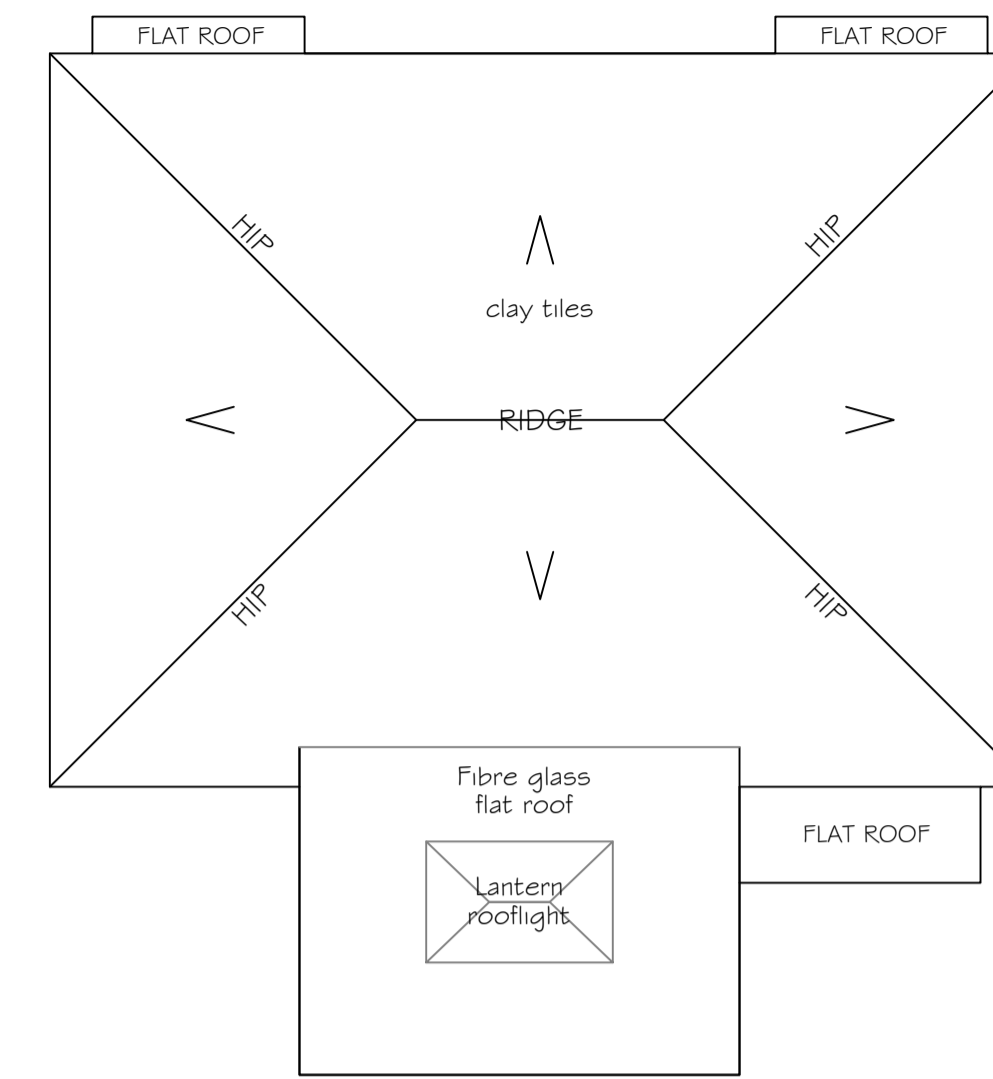 FLAT ROOF
FLAT ROOF
HIP
HIP
clay tiles
RIDGE
HIP
HIP
Fibre glass
flat roof
FLAT ROOF
Lantern
rooflight